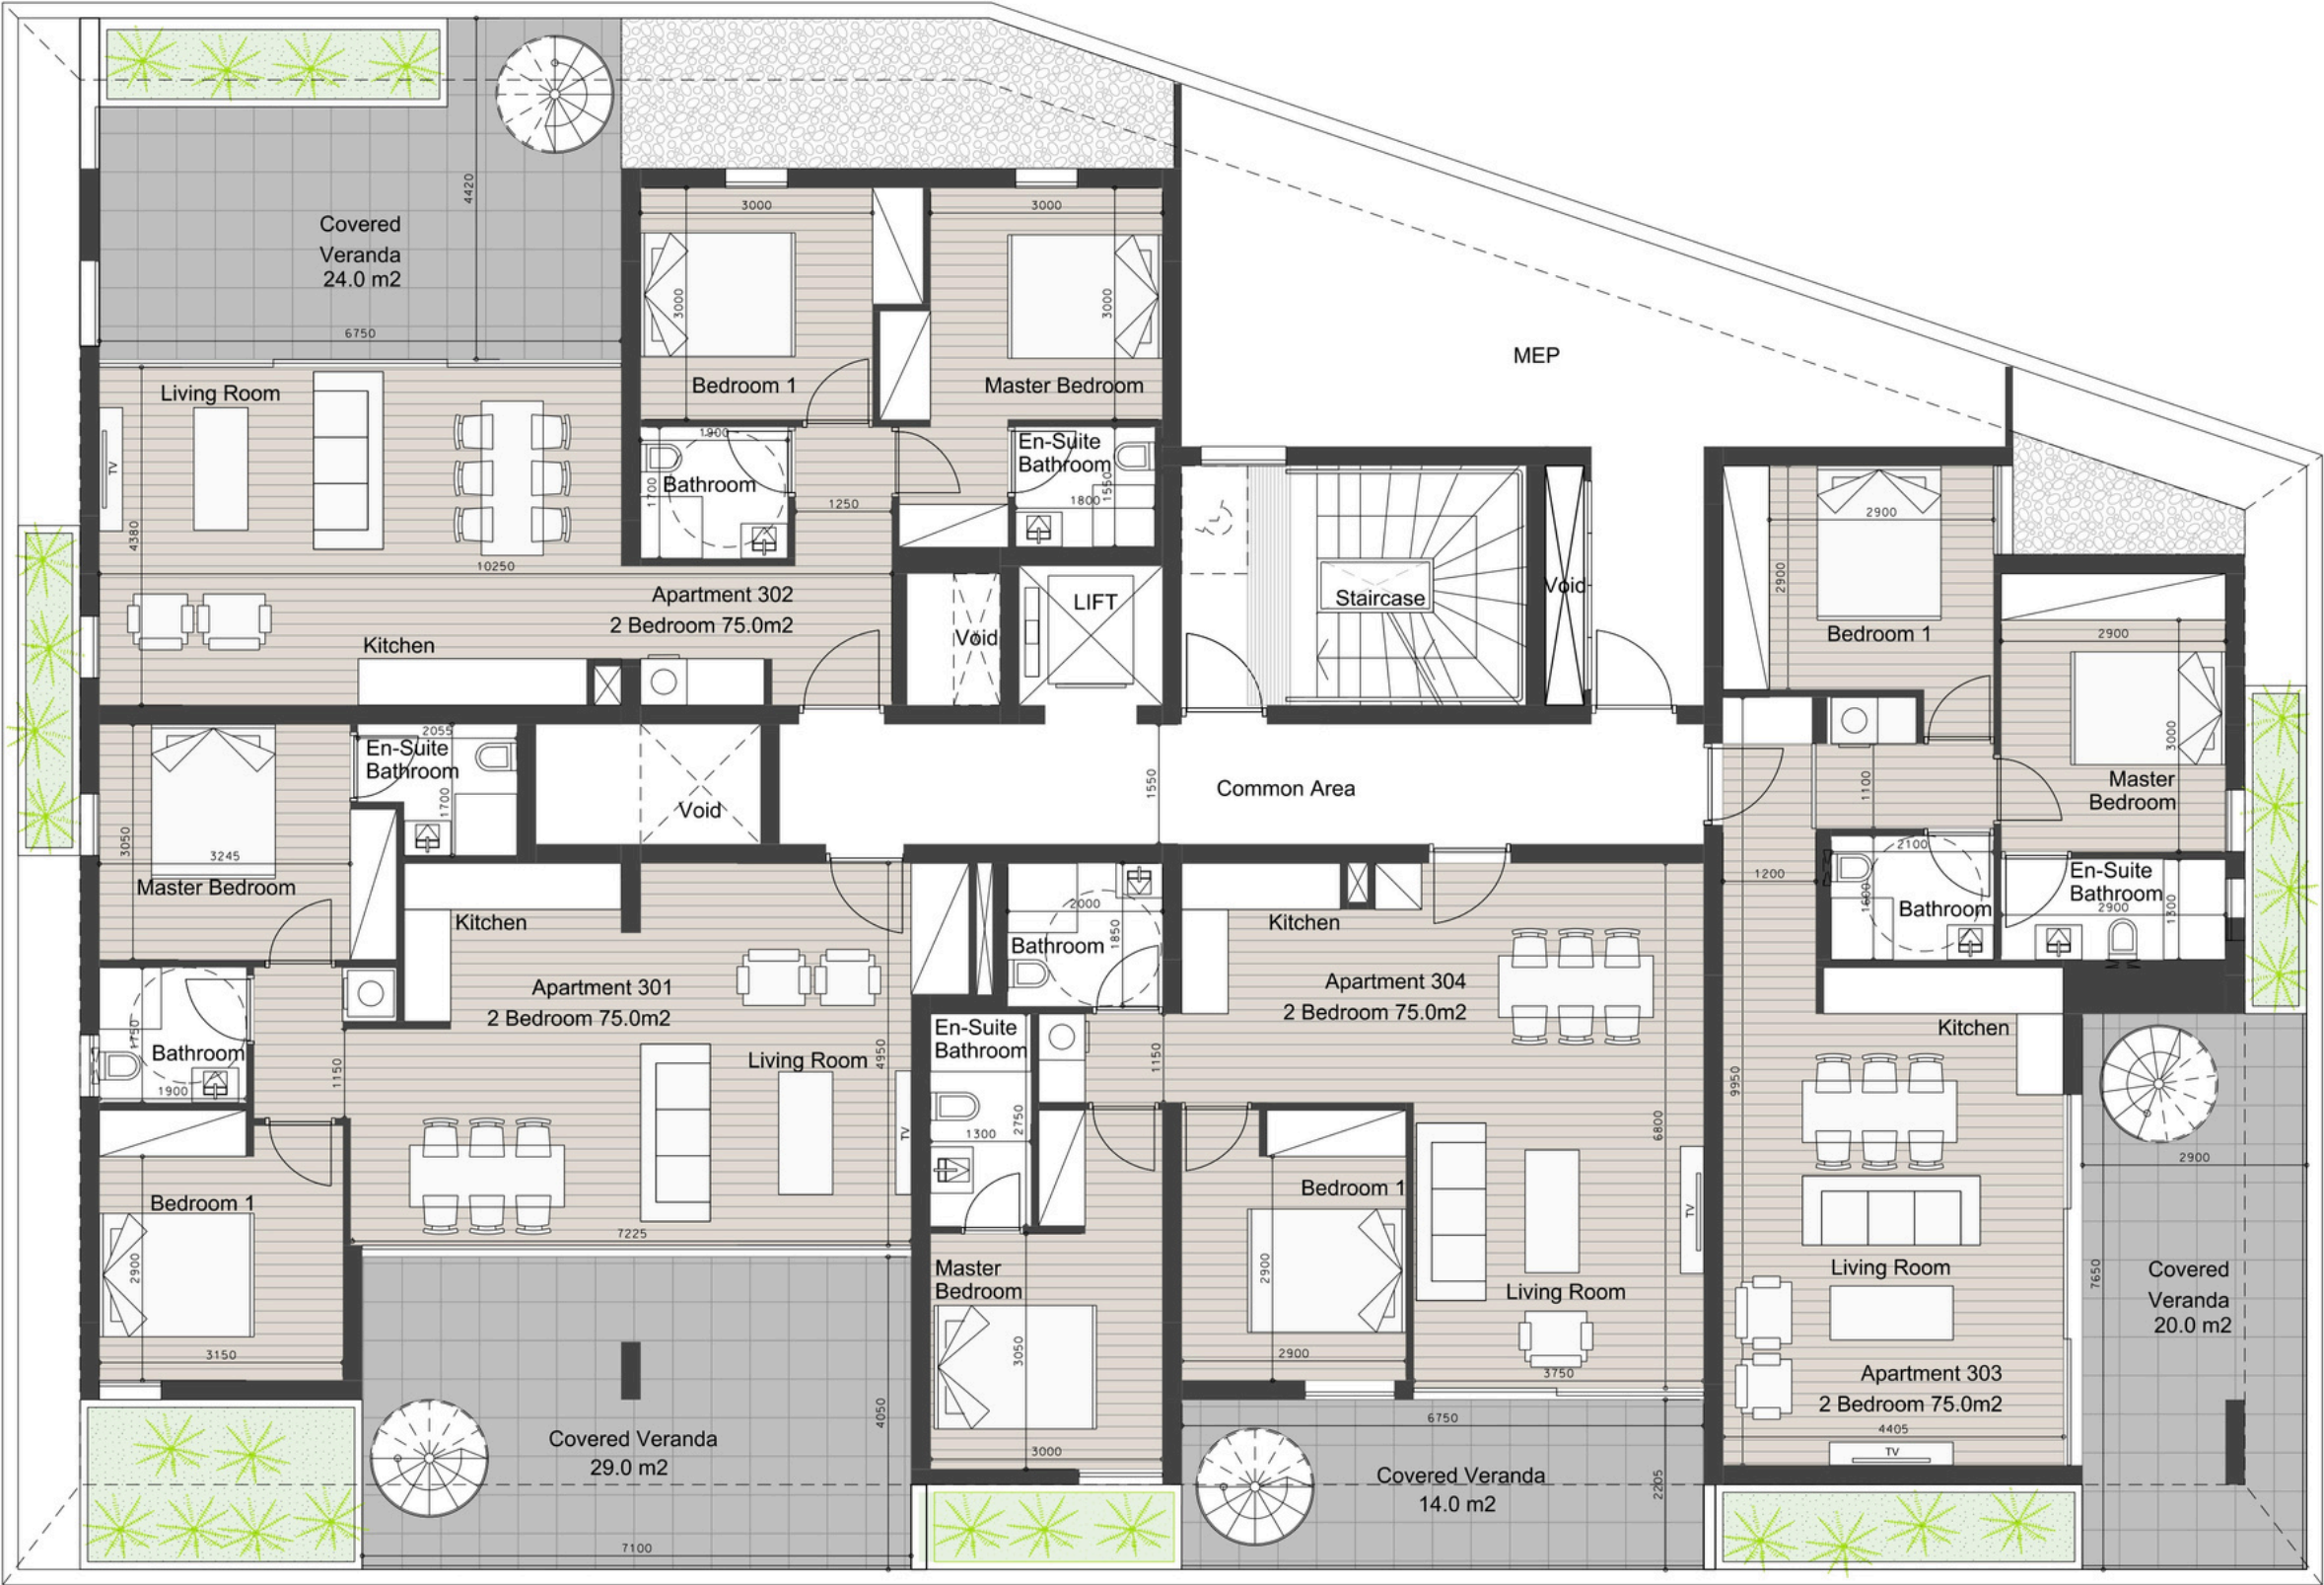 4420
Covered
Veranda
24.0 m2
6750
3000
3000
3000
3000
Bedroom 1
Master Bedroom
MEP
Living Room
TV
4380
10250
1900
1700
Bathroom
1250
En-Suite
Bathroom
1550
1800
Apartment 302
2 Bedroom 75.0m2
Kitchen
Void
LIFT
Staircase
Void
2900
2900
Bedroom 1
2900
3000
Master
Bedroom
2055
En-Suite
Bathroom
1700
3050
3245
Master Bedroom
Void
1550
Common Area
1100
1200
2100
1600
Bathroom
En-Suite
Bathroom
2900
1300
Kitchen
Apartment 301
2 Bedroom 75.0m2
Living Room
4950
TV
1750
Bathroom
1900
1150
Bedroom 1
2900
3150
7225
2000
1850
Bathroom
En-Suite
Bathroom
2750
1300
1150
Master
Bedroom
3050
3000
Kitchen
Apartment 304
2 Bedroom 75.0m2
6800
Bedroom 1
2900
2900
TV
Living Room
3750
9950
Kitchen
Living Room
Apartment 303
2 Bedroom 75.0m2
4405
TV
2900
7650
Covered
Veranda
20.0 m2
4050
Covered Veranda
29.0 m2
7100
6750
Covered Veranda
14.0 m2
2205